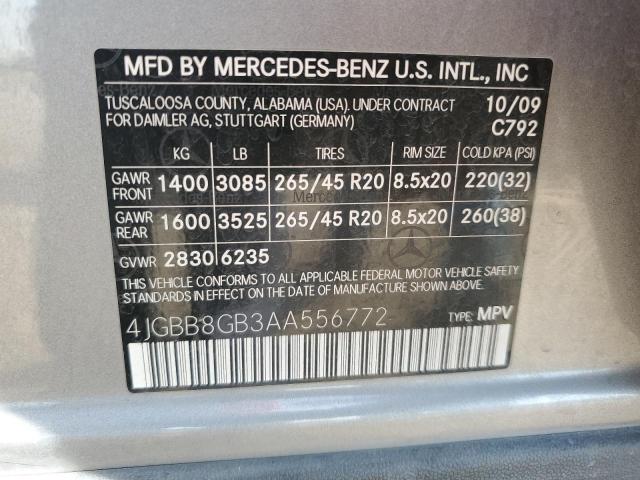 MFD BY MERCEDES-BENZ U.S. INTL., INC
TUSCALOOSA COUNTY, ALABAMA (USA). UNDER CONTRACT 10/09
FOR DAIMLER AG, STUTTGART (GERMANY) C792
KG LB TIRES RIM SIZE COLD KPA (PSI)
GAWR FRONT 1400 3085 265/45 R20 8.5x20 220(32)
GAWR REAR 1600 3525 265/45 R20 8.5x20 260(38)
GVWR 2830 6235
THIS VEHICLE CONFORMS TO ALL APPLICABLE FEDERAL MOTOR VEHICLE SAFETY
STANDARDS IN EFFECT ON THE DATE OF MANUFACTURE SHOWN ABOVE.
4JGBB8GB3AA556772 TYPE: MPV